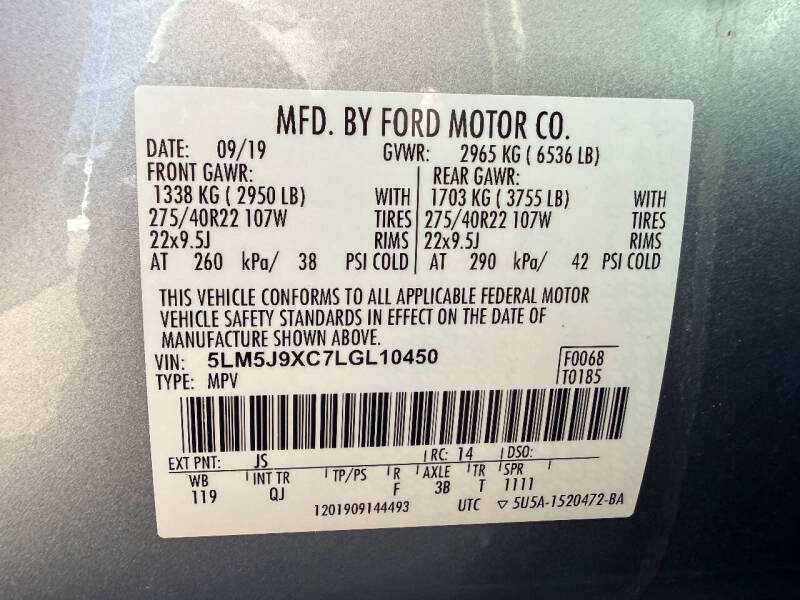 MFD. BY FORD MOTOR CO.
DATE: 09/19 GVWR: 2965 KG ( 6536 LB)
FRONT GAWR: REAR GAWR:
1338 KG ( 2950 LB) WITH 1703 KG ( 3755 LB) WITH
275/40R22 107W TIRES 275/40R22 107W TIRES
22x9.5J RIMS 22x9.5J RIMS
AT 260 kPa/ 38 PSI COLD AT 290 kPa/ 42 PSI COLD
THIS VEHICLE CONFORMS TO ALL APPLICABLE FEDERAL MOTOR
VEHICLE SAFETY STANDARDS IN EFFECT ON THE DATE OF
MANUFACTURE SHOWN ABOVE.
VIN: 5LM5J9XC7LGL10450 F0068
TYPE: MPV T0185
EXT PNT: JS RC: 14 DSO:
WB INT TR TP/PS R AXLE TR SPR
119 QJ F 3B T 1111
1201909144493 UTC ▽ 5U5A-1520472-BA